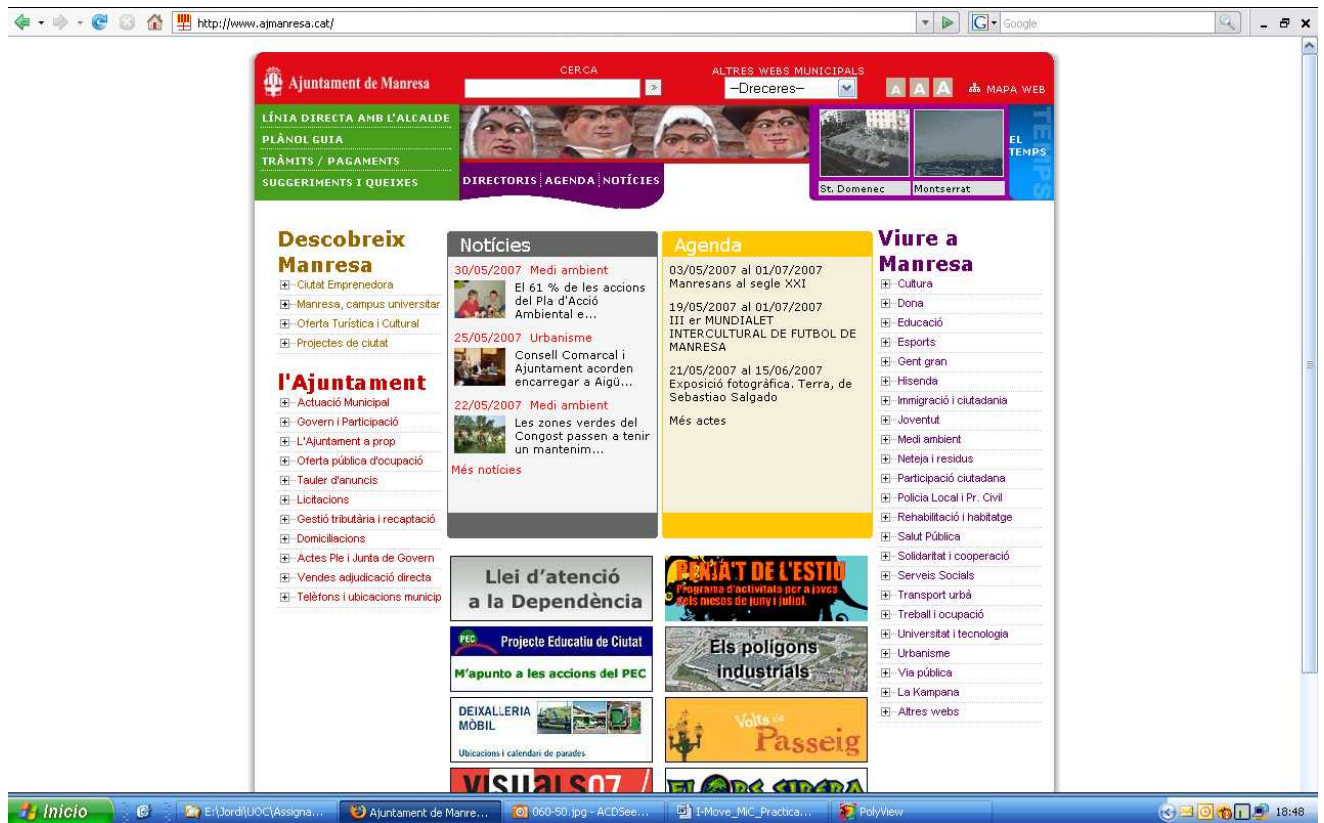 http://www.ajmanresa.cat/
Google
Ajuntament de Manresa
CERCA
ALTRES WEBS MUNICIPALS
--Dreceres--
A A A
MAPA WEB
LÍNIA DIRECTA AMB L'ALCALDE
PLÀNOL GUIA
TRÀMITS / PAGAMENTS
SUGGERIMENTS I QUEIXES
DIRECTORIS AGENDA NOTÍCIES
St. Domenec
Montserrat
EL
TEMPS
TEMPS
Descobreix
Manresa
Ciutat Emprenedora
Manresa, campus universitar
Oferta Turística i Cultural
Projectes de ciutat
l'Ajuntament
Actuació Municipal
Govern i Participació
L'Ajuntament a prop
Oferta pública d'ocupació
Tauler d'anuncis
Licitacions
Gestió tributària i recaptació
Domiciliacions
Actes Ple i Junta de Govern
Vendes adjudicació directa
Telèfons i ubicacions municip
Notícies
30/05/2007 Medi ambient
El 61 % de les accions
del Pla d'Acció
Ambiental e...
25/05/2007 Urbanisme
Consell Comarcal i
Ajuntament acorden
encarregar a Aigü...
22/05/2007 Medi ambient
Les zones verdes del
Congost passen a tenir
un mantenim...
Més notícies
Agenda
03/05/2007 al 01/07/2007
Manresans al segle XXI
19/05/2007 al 01/07/2007
III er MUNDIALET
INTERCULTURAL DE FUTBOL DE
MANRESA
21/05/2007 al 15/06/2007
Exposició fotogràfica. Terra, de
Sebastiao Salgado
Més actes
Llei d'atenció
a la Dependència
PENJA'T DE L'ESTIU
Programa d'activitats per a joves
dels mesos de juny i juliol.
PEC Projecte Educatiu de Ciutat
M'apunto a les accions del PEC
Els polígons
industrials
DEIXALLERIA
MÒBIL
Ubicacions i calendari de parades
Volts de
Passeig
VISUALS07
Viure a
Manresa
Cultura
Dona
Educació
Esports
Gent gran
Hisenda
Immigració i ciutadania
Joventut
Medi ambient
Neteja i residus
Participació ciutadana
Policia Local i Pr. Civil
Rehabilitació i habitatge
Salut Pública
Solidaritat i cooperació
Serveis Socials
Transport urbà
Treball i ocupació
Universitat i tecnologia
Urbanisme
Via pública
La Kampana
Altres webs
Inicio
E:\Jordi\UOC\Assigna...
Ajuntament de Manre...
060-50.jpg - ACDSee...
I-Move_MiC_Practica...
PolyView
18:48